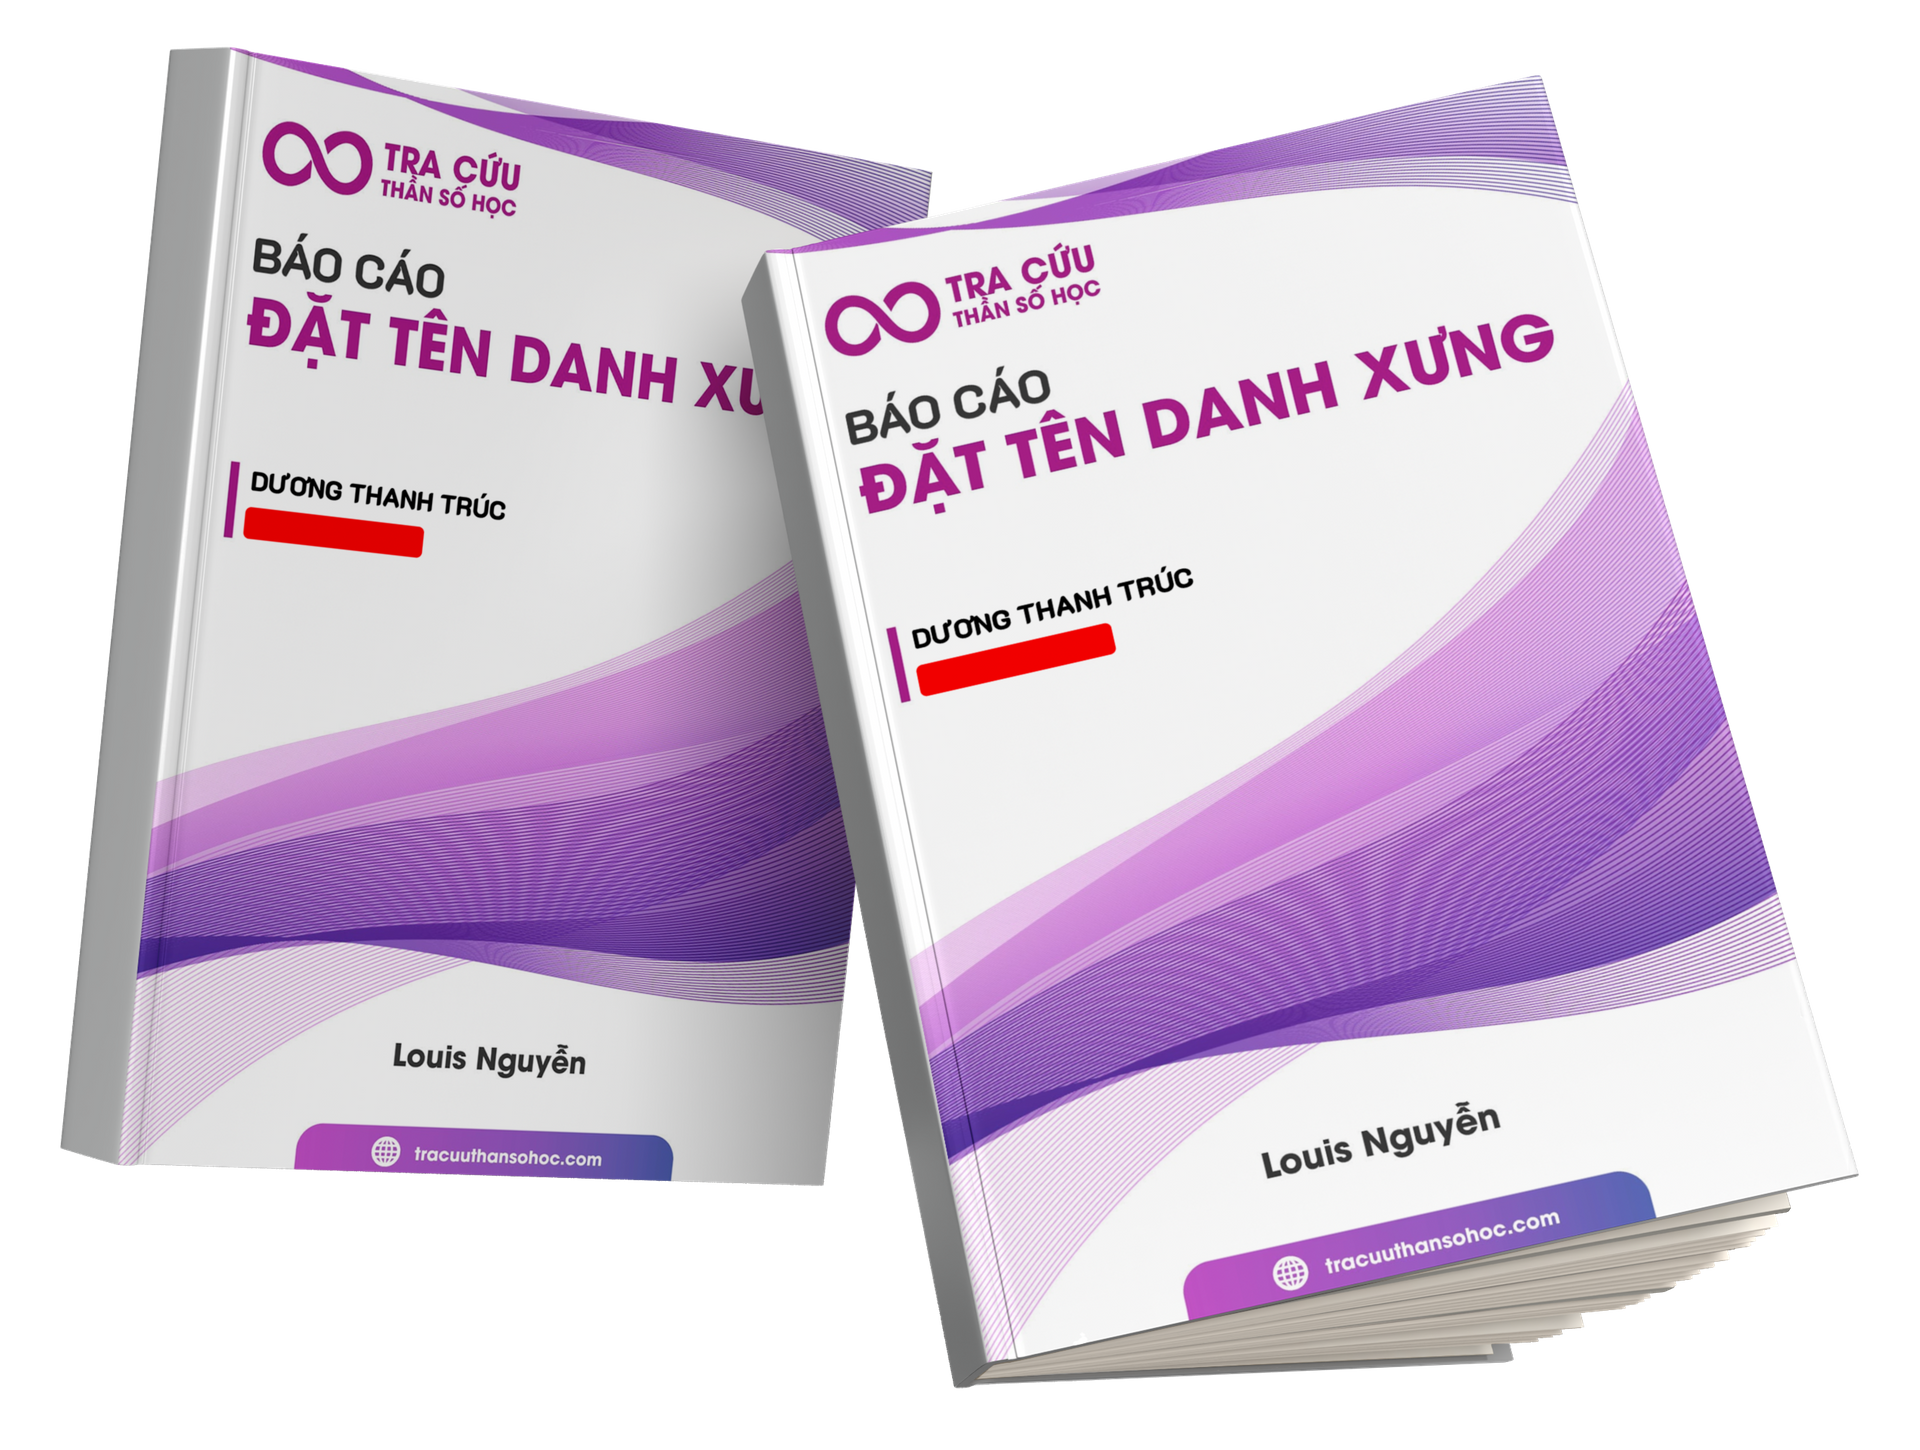 TRA CỨU
THẦN SỐ HỌC
BÁO CÁO
ĐẶT TÊN DANH XƯ
DƯƠNG THANH TRÚC
Louis Nguyễn
tracuuthansohoc.com
TRA CỨU
THẦN SỐ HỌC
BÁO CÁO
ĐẶT TÊN DANH XƯNG
DƯƠNG THANH TRÚC
Louis Nguyễn
tracuuthansohoc.com